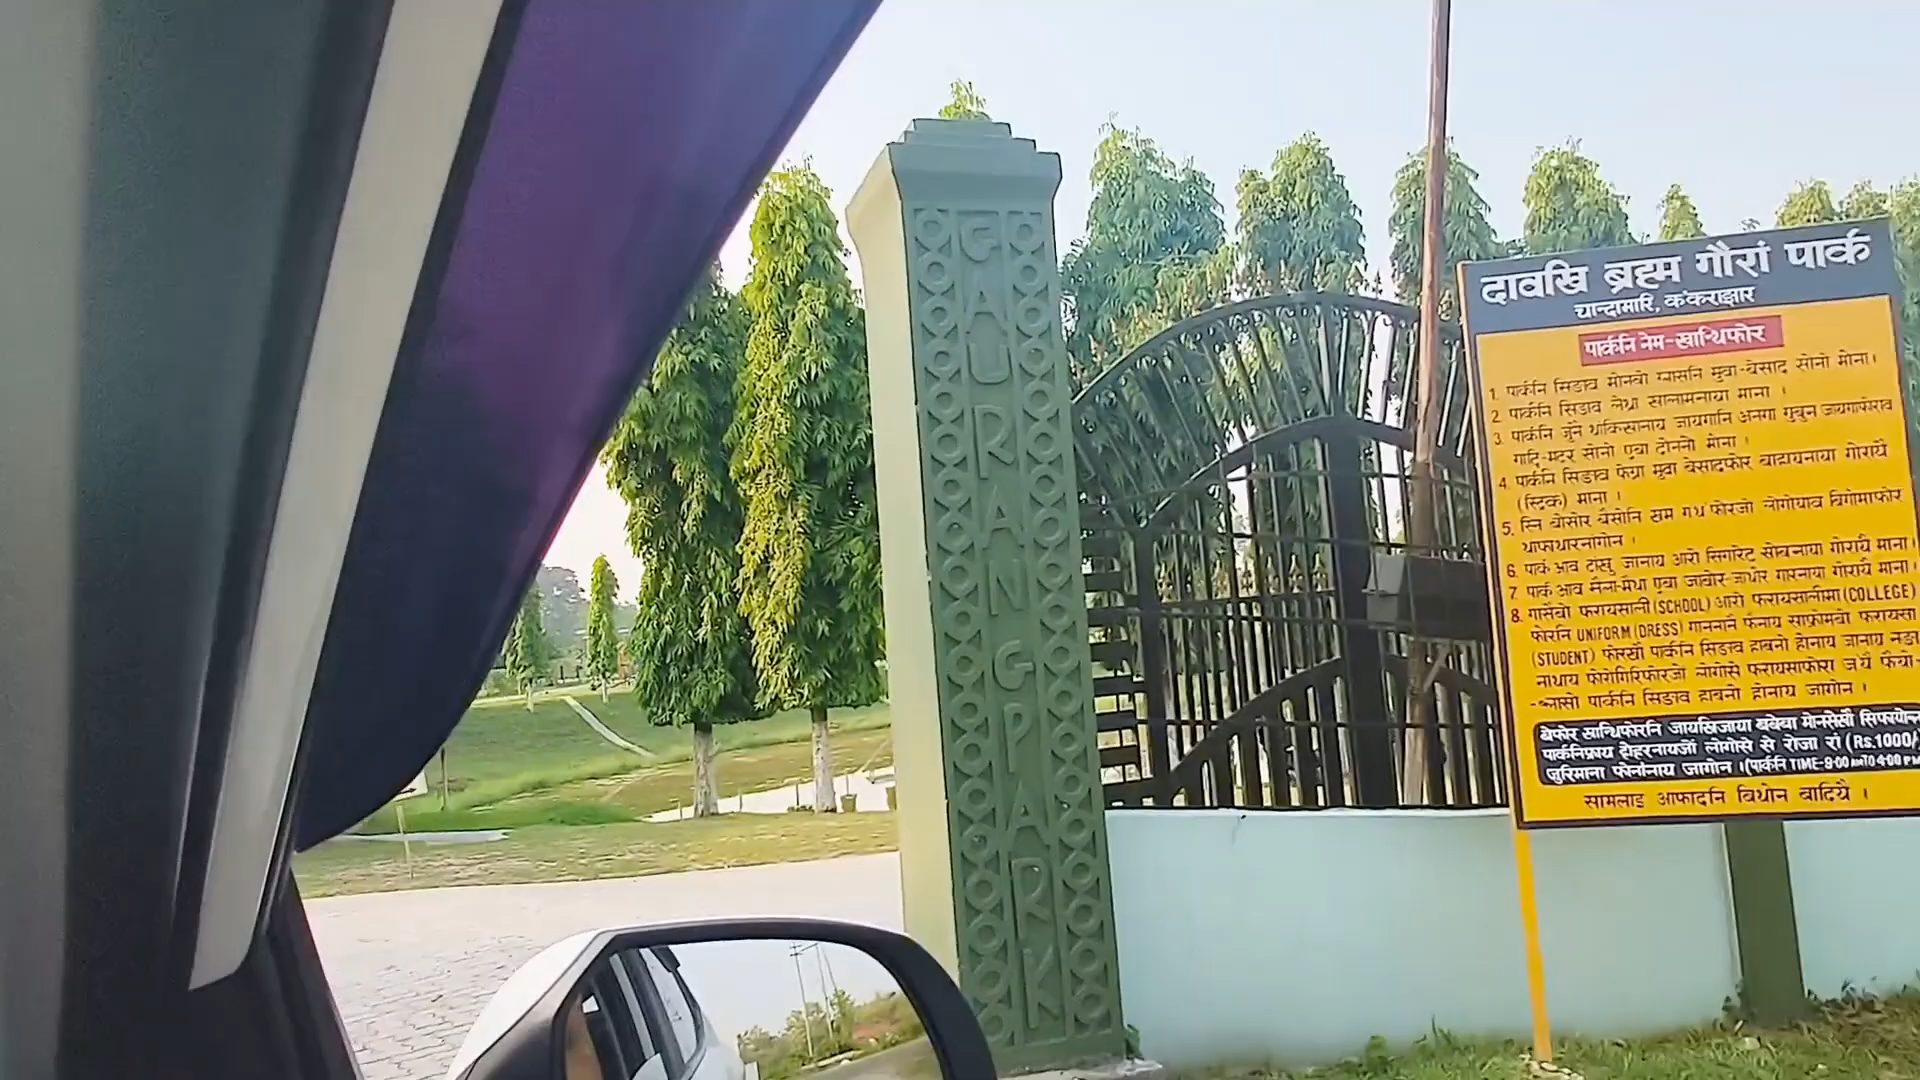 GAURANG PARK
दावखि ब्रह्म गौरां पार्क
चान्दामारि, कंकराझार
पार्कनि नेम-खान्थिफोर
1. पार्कनि सिङाव मोनबो ग्लासनि मुवा-बेसाद सोनो मोना।
2. पार्कनि सिङाव लेथ्रा खालामनाया माना।
3. पार्कनि जुंनै थाकिखानाय जायगानि अनगा गुबुन जायगाफोराव
गादि-मटर सोनो एबा दोननो मोना।
4. पार्कनि सिङाव फेग्रा मुवा बेसादफोर बाहायनाया गोरायै
(स्ट्रिक) माना।
5. स्नि बोसोर बैसोनि खम गथ'फोरजों लोगोयाव बिगोमाफोर
थाफाथारनांगोन।
6. पार्क आव टांखु जानाय आरो सिगारेट सोबनाया गोरायै माना।
7. पार्क आव मैला-मैथा एबा जाबोर-जाथोर गारनाया गोरायै माना।
8. गासैबो फरायसाली (SCHOOL) आरो फरायसालीमा (COLLEGE)
फोरनि UNIFORM (DRESS) गाननानै फैनाय साफ्रोमबो फरायसा
(STUDENT) फोरखौ पार्कनि सिङाव हाबनो होनाय जानाय नङा
नाथाय फोरोंगिरिफोरजों लोगोसे फरायसाफोरा जथै फैयो-
-ब्लासो पार्कनि सिङाव हाबनो होनाय जागोन।
बेफोर खान्थिफोरनि जायखिजाया बबेबा मोनसेखौ सिफायोब्ला
पार्कनिफ्राय दोहरनायजों लोगोसे से रोजा रां (Rs.1000/
जुरिमाना फोनांनाय जागोन। (पार्कनि TIME-9:00 AM TO 4:00 PM
सामलाइ आफादनि बिथोन बादियै।